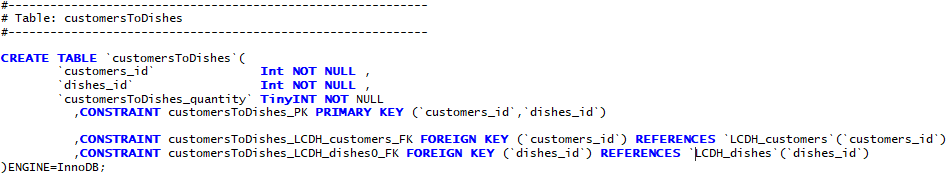 #------------------------------------------------------------
# Table: customersToDishes
#------------------------------------------------------------
CREATE TABLE `customersToDishes`(
        `customers_id`              Int NOT NULL ,
        `dishes_id`                 Int NOT NULL ,
        `customersToDishes_quantity` TinyINT NOT NULL
          ,CONSTRAINT customersToDishes_PK PRIMARY KEY (`customers_id`,`dishes_id`)
          ,CONSTRAINT customersToDishes_LCDH_customers_FK FOREIGN KEY (`customers_id`) REFERENCES `LCDH_customers`(`customers_id`)
          ,CONSTRAINT customersToDishes_LCDH_dishes0_FK FOREIGN KEY (`dishes_id`) REFERENCES `LCDH_dishes`(`dishes_id`)
)ENGINE=InnoDB;